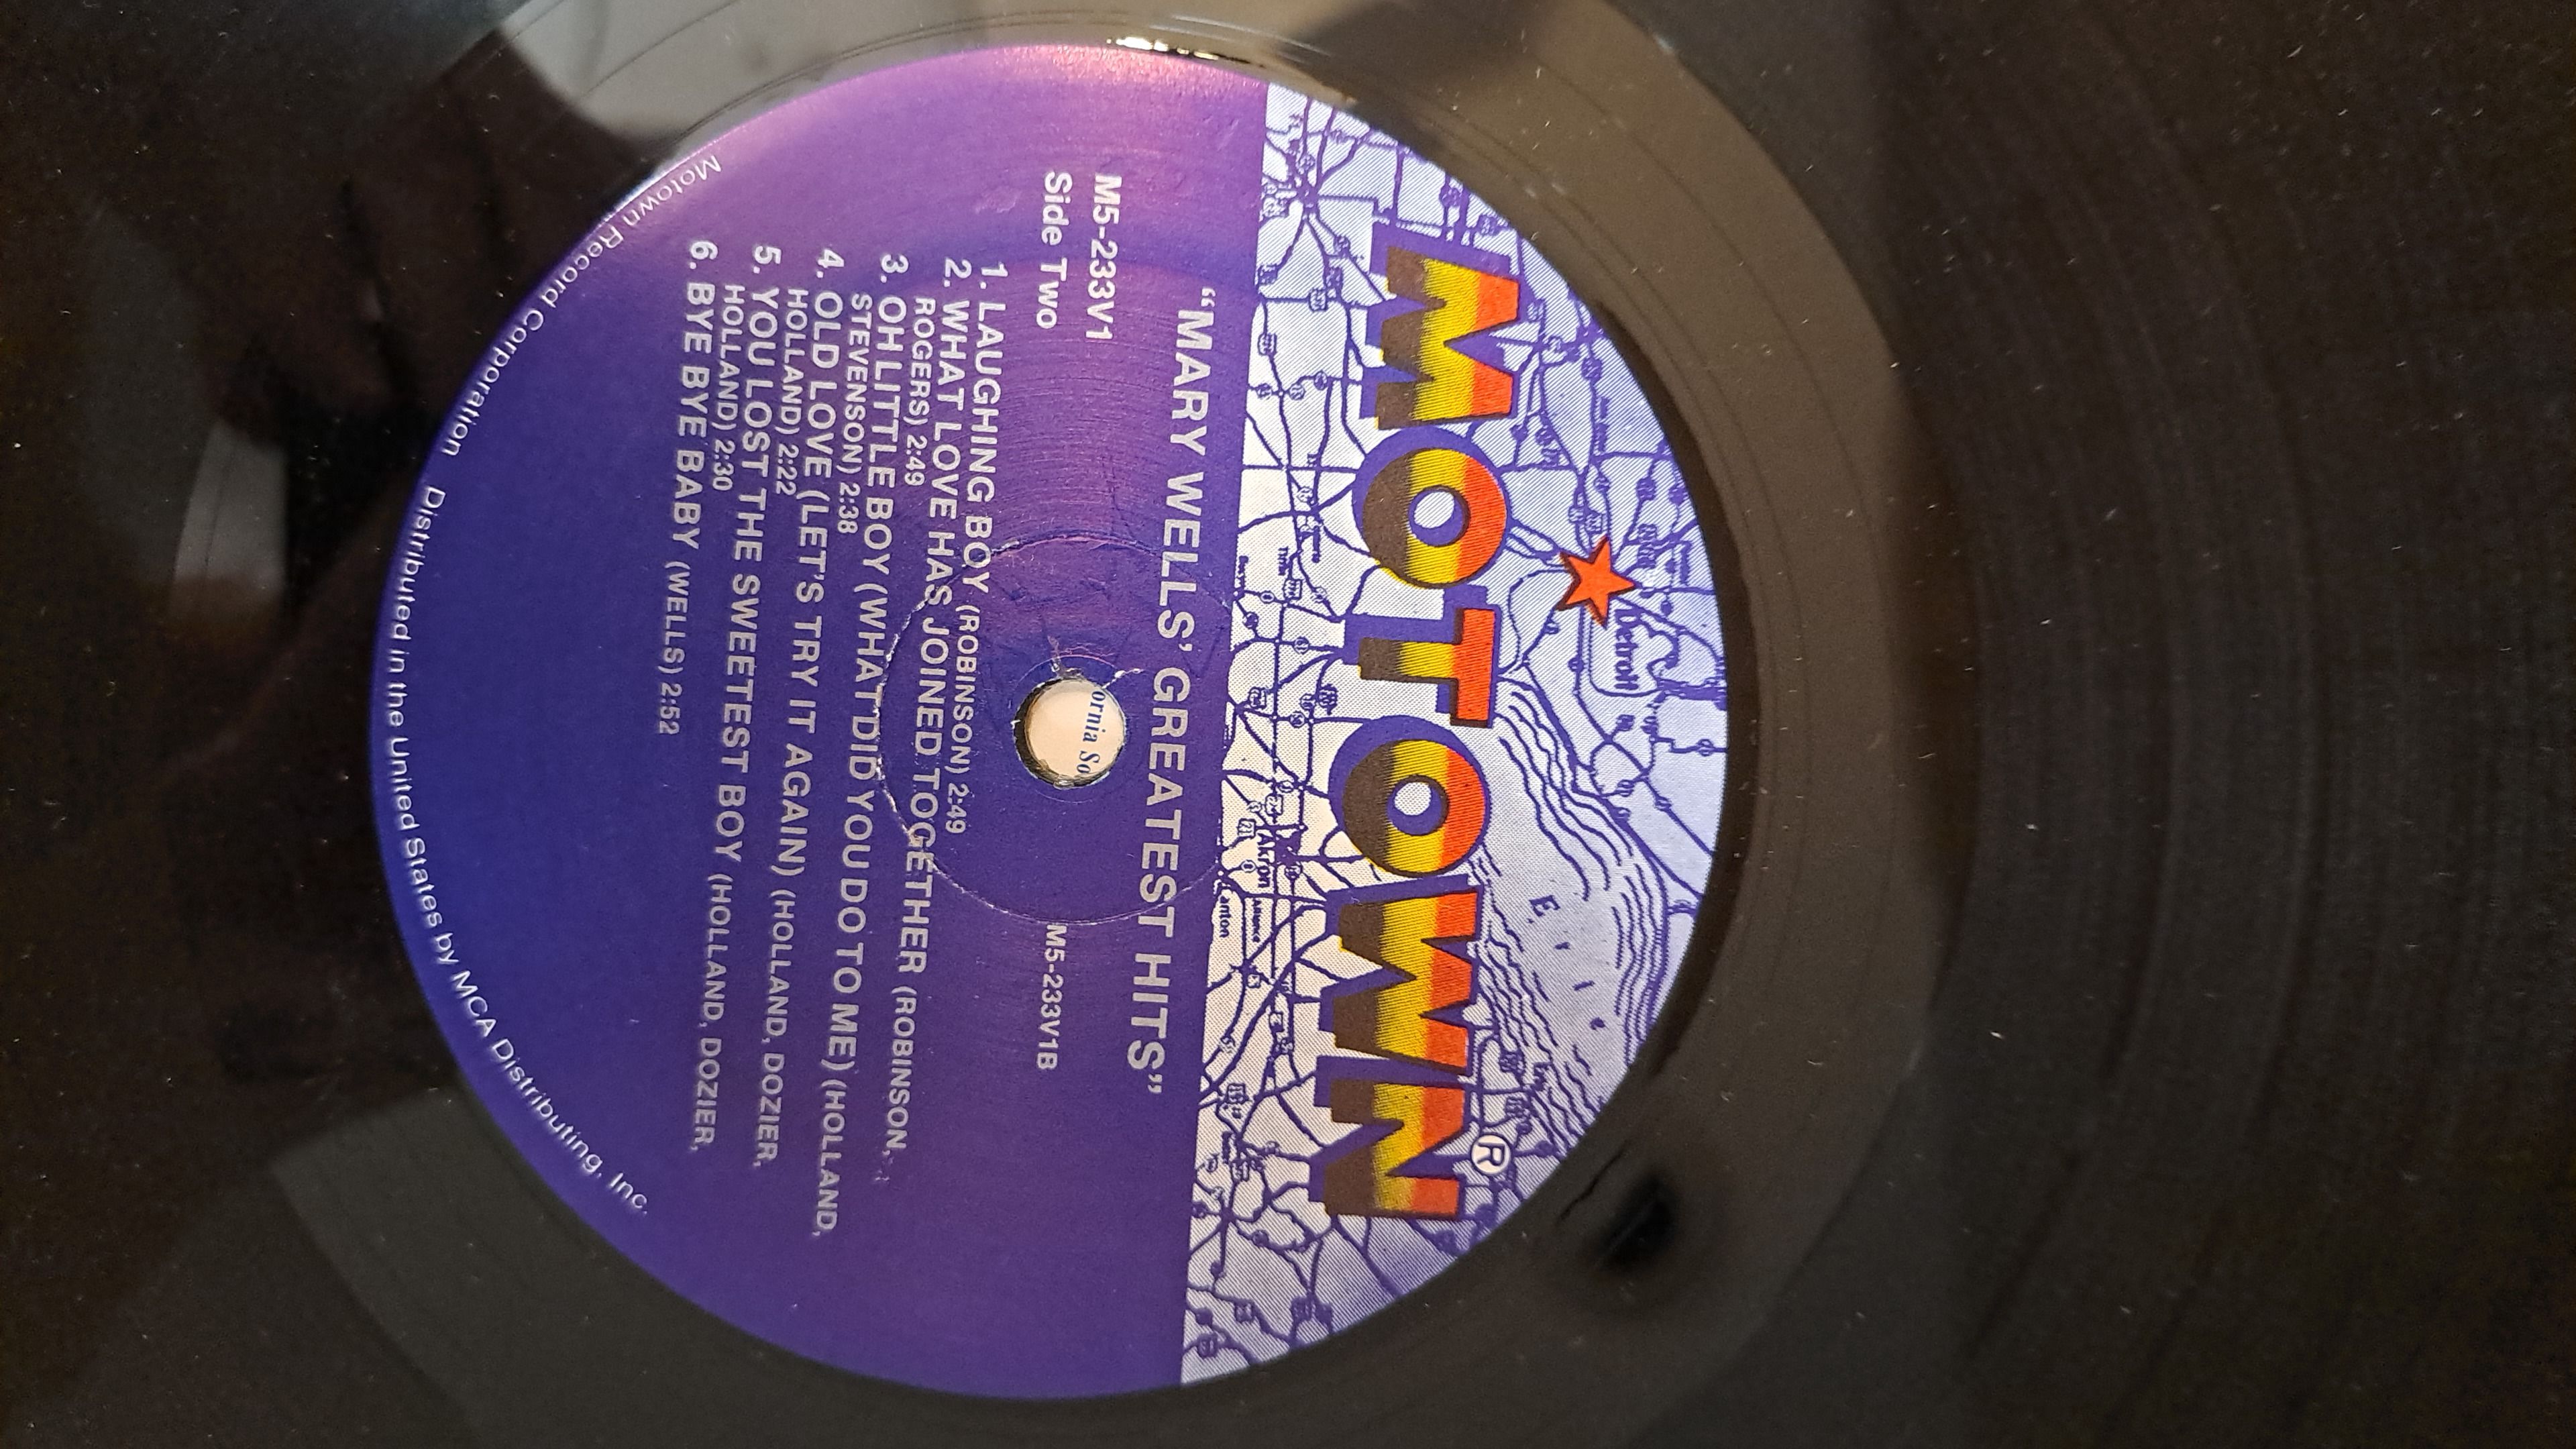 Detroit
MOTOWN®
Erie
Akron
"MARY WELLS' GREATEST HITS"
M5-233V1
Side Two
M5-233V1B
ornia So
1. LAUGHING BOY (ROBINSON) 2:49
2. WHAT LOVE HAS JOINED TOGETHER (ROBINSON,
ROGERS) 2:49
3. OH LITTLE BOY (WHAT DID YOU DO TO ME) (HOLLAND,
STEVENSON) 2:38
4. OLD LOVE (LET'S TRY IT AGAIN) (HOLLAND, DOZIER,
HOLLAND) 2:22
5. YOU LOST THE SWEETEST BOY (HOLLAND, DOZIER,
HOLLAND) 2:30
6. BYE BYE BABY (WELLS) 2:52
Motown Record Corporation Distributed in the United States by MCA Distributing, Inc.